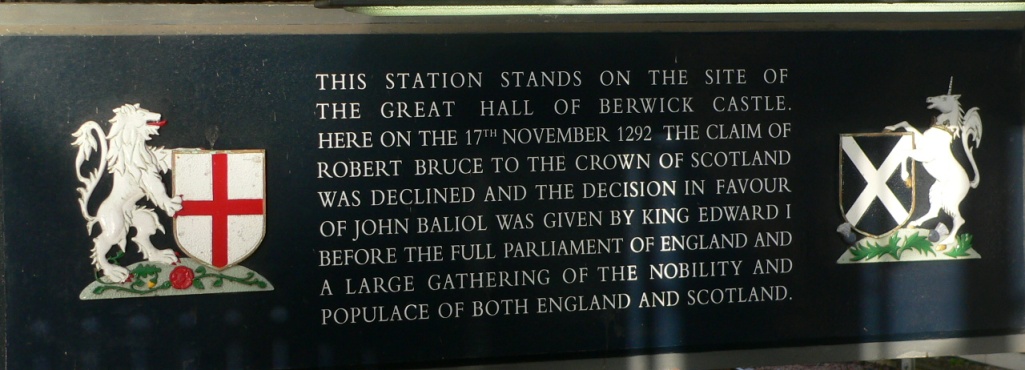 THIS STATION STANDS ON THE SITE OF
THE GREAT HALL OF BERWICK CASTLE.
HERE ON THE 17TH NOVEMBER 1292 THE CLAIM OF
ROBERT BRUCE TO THE CROWN OF SCOTLAND
WAS DECLINED AND THE DECISION IN FAVOUR
OF JOHN BALIOL WAS GIVEN BY KING EDWARD I
BEFORE THE FULL PARLIAMENT OF ENGLAND AND
A LARGE GATHERING OF THE NOBILITY AND
POPULACE OF BOTH ENGLAND AND SCOTLAND.